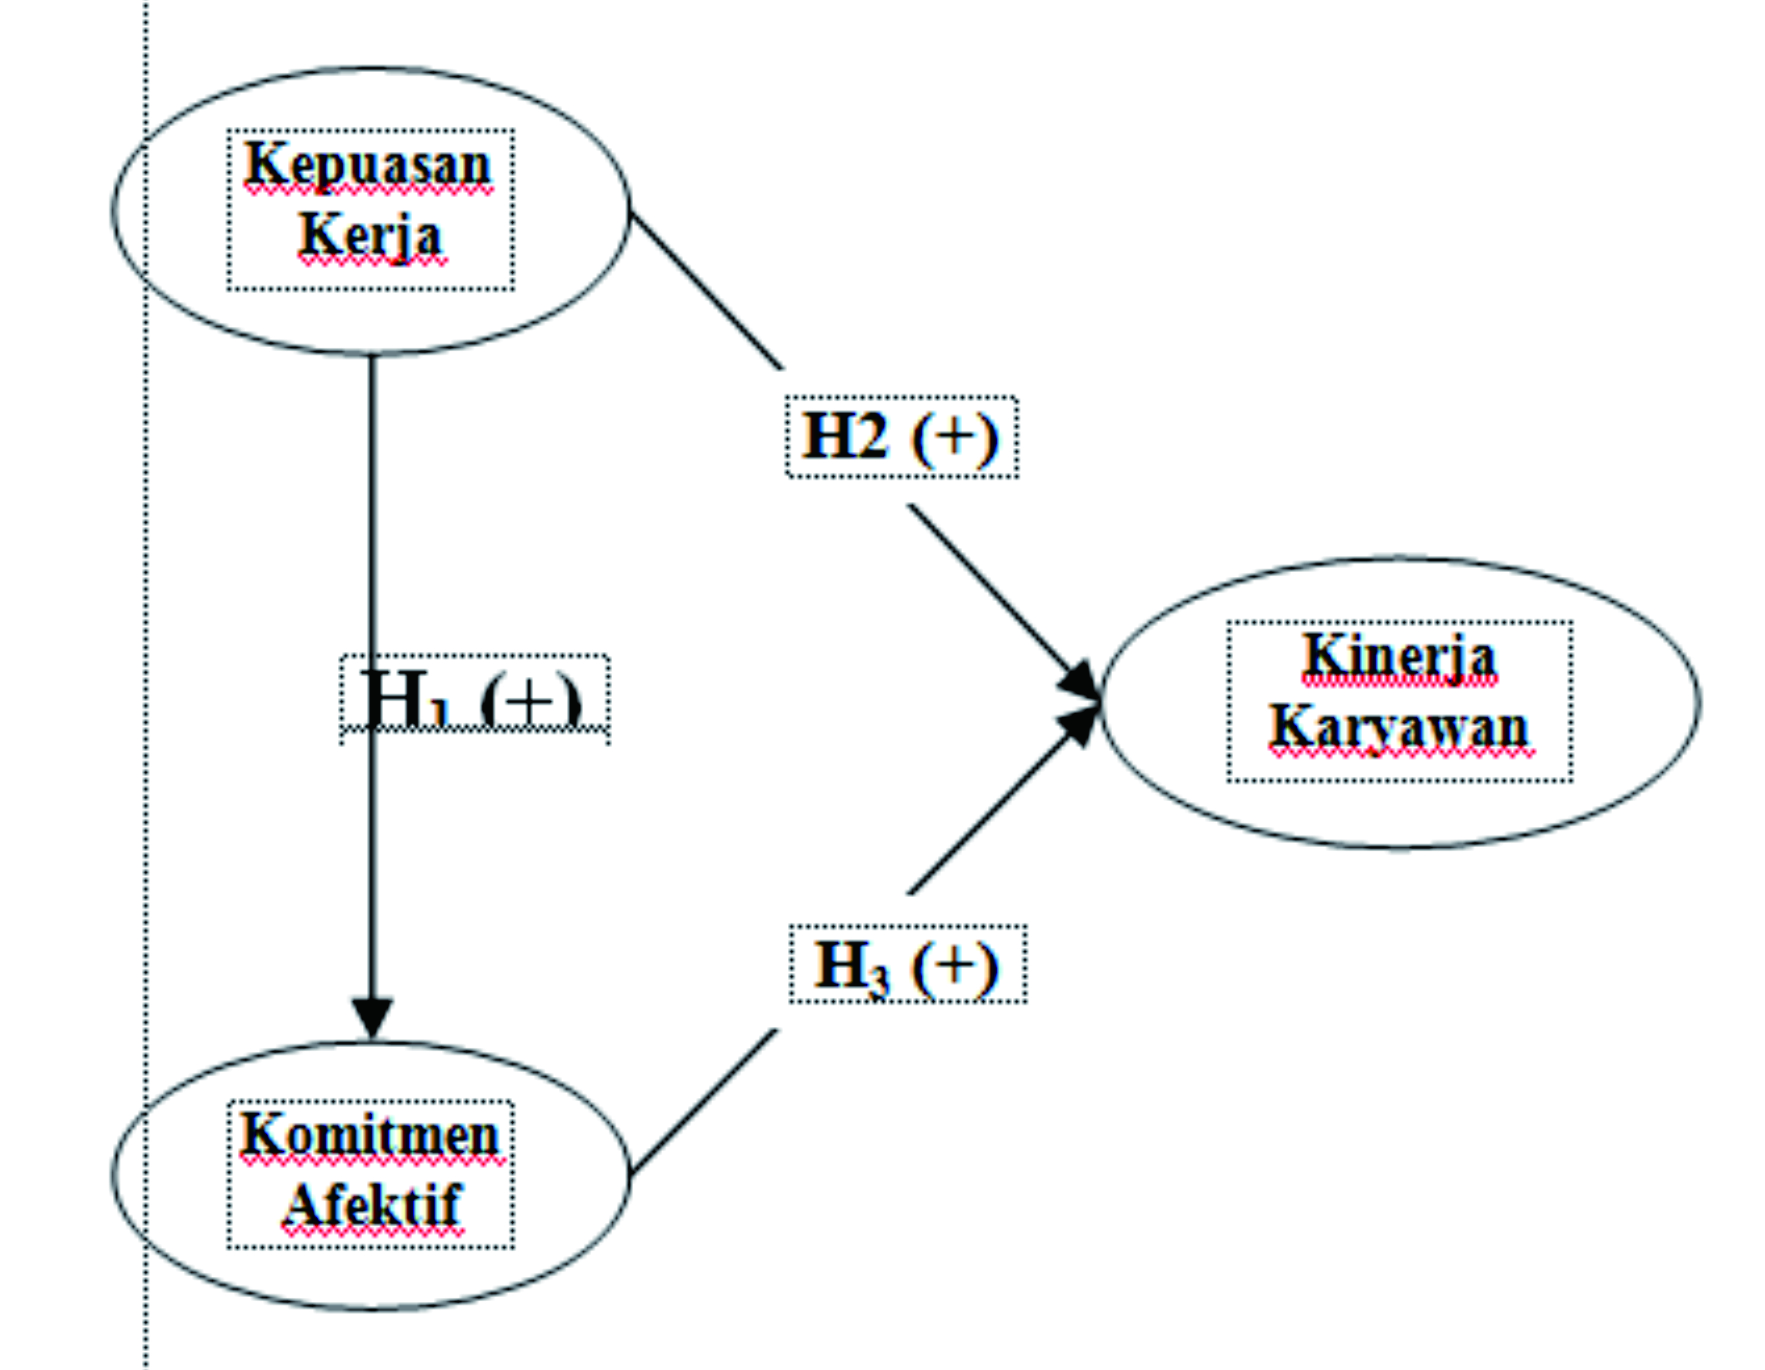 Kepuasan
Kerja
H2 (+)
H₁ (+)
Kinerja
Karyawan
H₃ (+)
Komitmen
Afektif